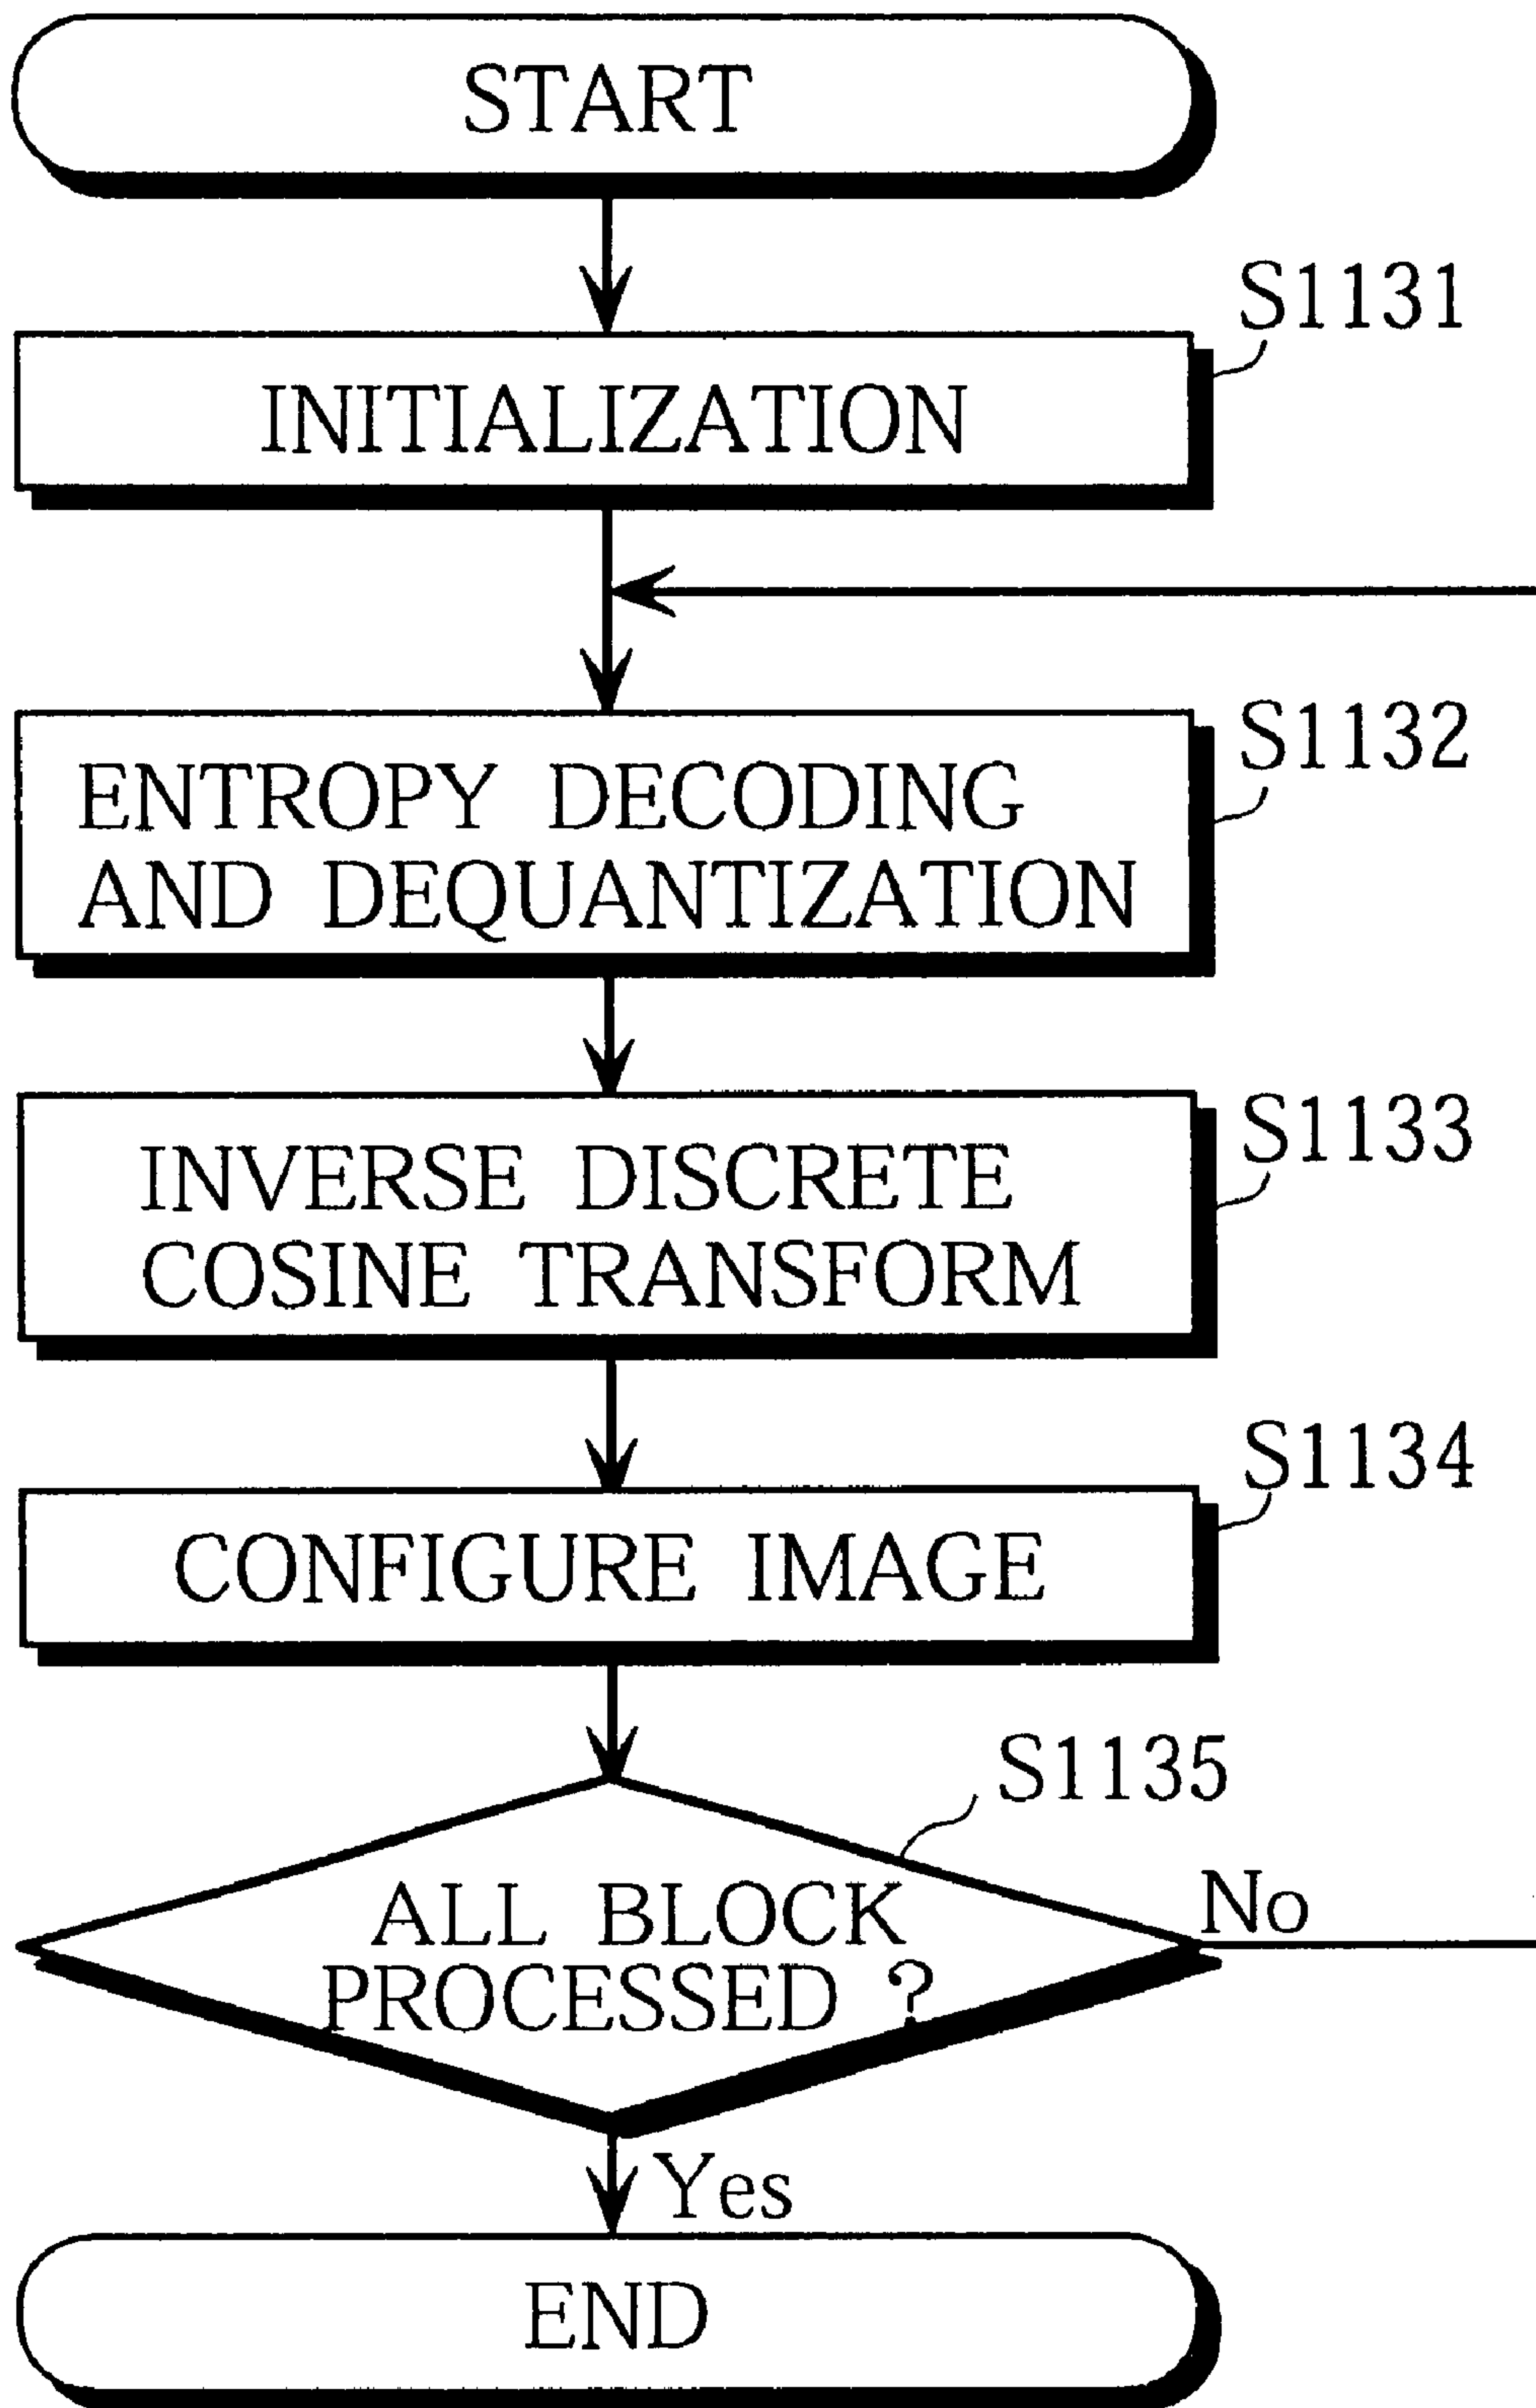 START
S1131
INITIALIZATION
S1132
ENTROPY DECODING
AND DEQUANTIZATION
S1133
INVERSE DISCRETE
COSINE TRANSFORM
S1134
CONFIGURE IMAGE
S1135
ALL BLOCK
PROCESSED ?
No
Yes
END